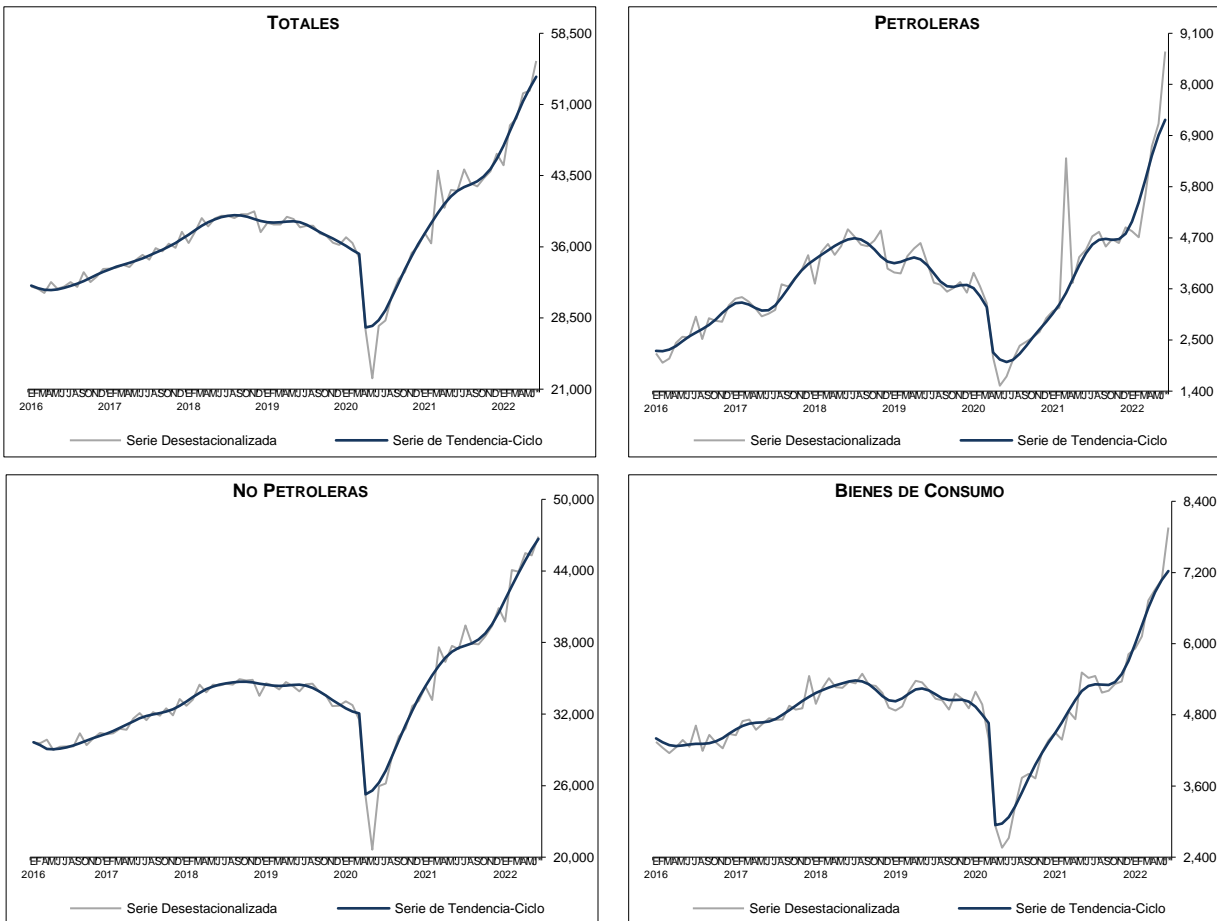 TOTALES
58,500
51,000
43,500
36,000
28,500
21,000
2016 2017 2018 2019 2020 2021 2022
Serie Desestacionalizada Serie de Tendencia-Ciclo
PETROLERAS
9,100
8,000
6,900
5,800
4,700
3,600
2,500
1,400
2016 2017 2018 2019 2020 2021 2022
Serie Desestacionalizada Serie de Tendencia-Ciclo
NO PETROLERAS
50,000
44,000
38,000
32,000
26,000
20,000
2016 2017 2018 2019 2020 2021 2022
Serie Desestacionalizada Serie de Tendencia-Ciclo
BIENES DE CONSUMO
8,400
7,200
6,000
4,800
3,600
2,400
2016 2017 2018 2019 2020 2021 2022
Serie Desestacionalizada Serie de Tendencia-Ciclo